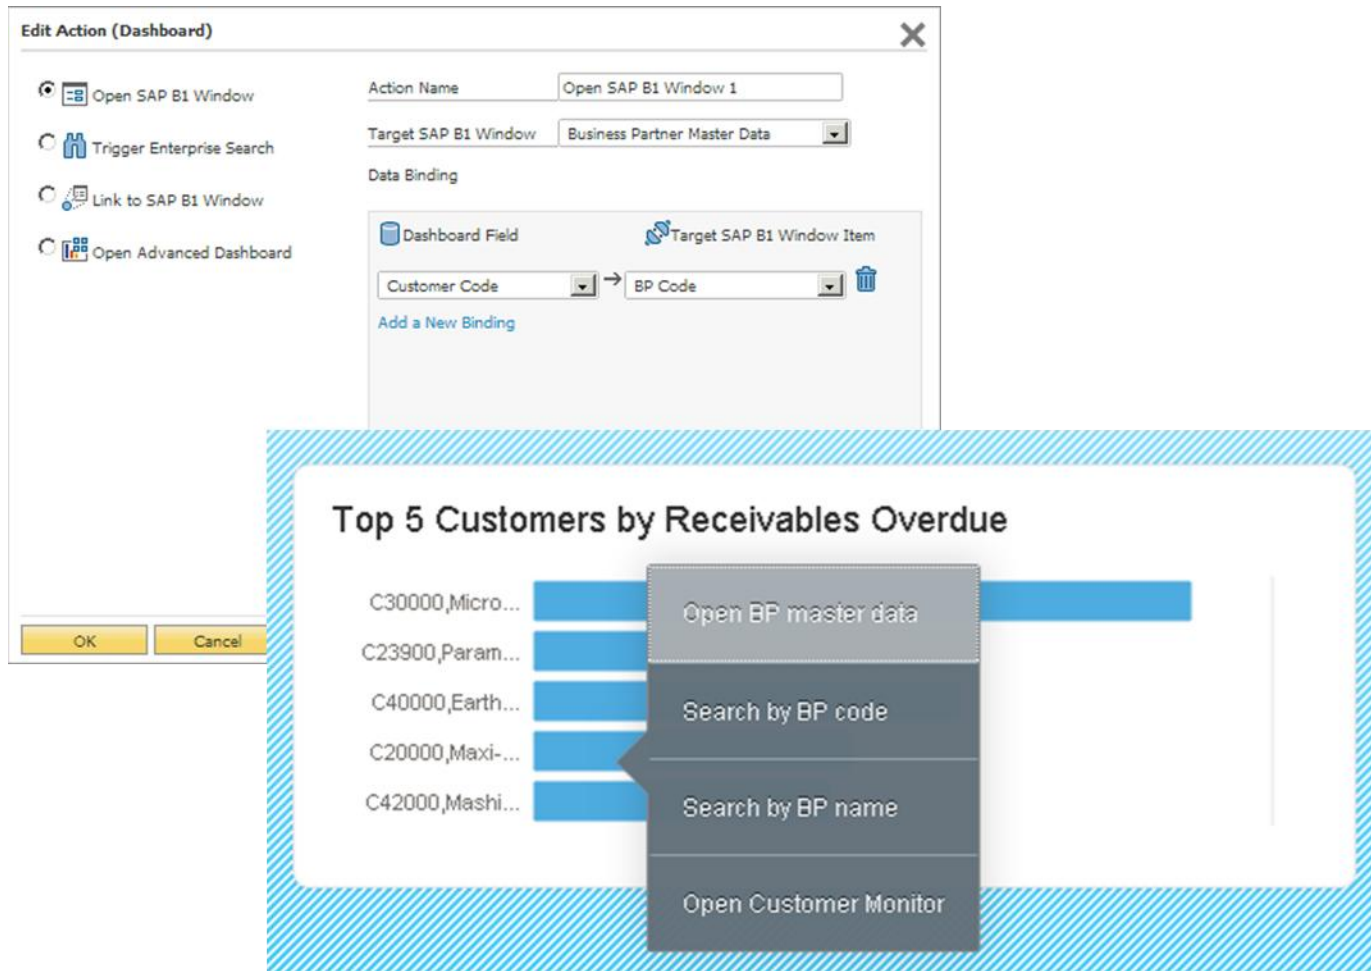 Edit Action (Dashboard)
Open SAP B1 Window
Trigger Enterprise Search
Link to SAP B1 Window
Open Advanced Dashboard
Action Name Open SAP B1 Window 1
Target SAP B1 Window Business Partner Master Data
Data Binding
Dashboard Field Target SAP B1 Window Item
Customer Code → BP Code
Add a New Binding
OK Cancel
Top 5 Customers by Receivables Overdue
C30000,Micro...
C23900,Param...
C40000,Earth...
C20000,Maxi-...
C42000,Mashi...
Open BP master data
Search by BP code
Search by BP name
Open Customer Monitor